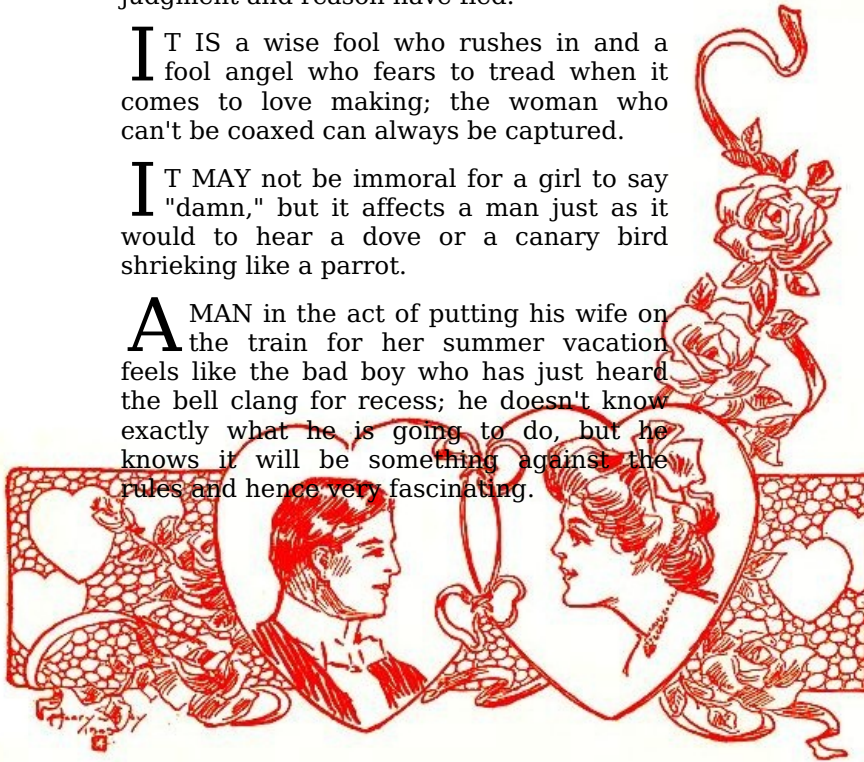 judgment and reason have fled.
IT IS a wise fool who rushes in and a
fool angel who fears to tread when it
comes to love making; the woman who
can't be coaxed can always be captured.
IT MAY not be immoral for a girl to say
"damn," but it affects a man just as it
would to hear a dove or a canary bird
shrieking like a parrot.
A MAN in the act of putting his wife on
the train for her summer vacation
feels like the bad boy who has just heard
the bell clang for recess; he doesn't know
exactly what he is going to do, but he
knows it will be something against the
rules and hence very fascinating.